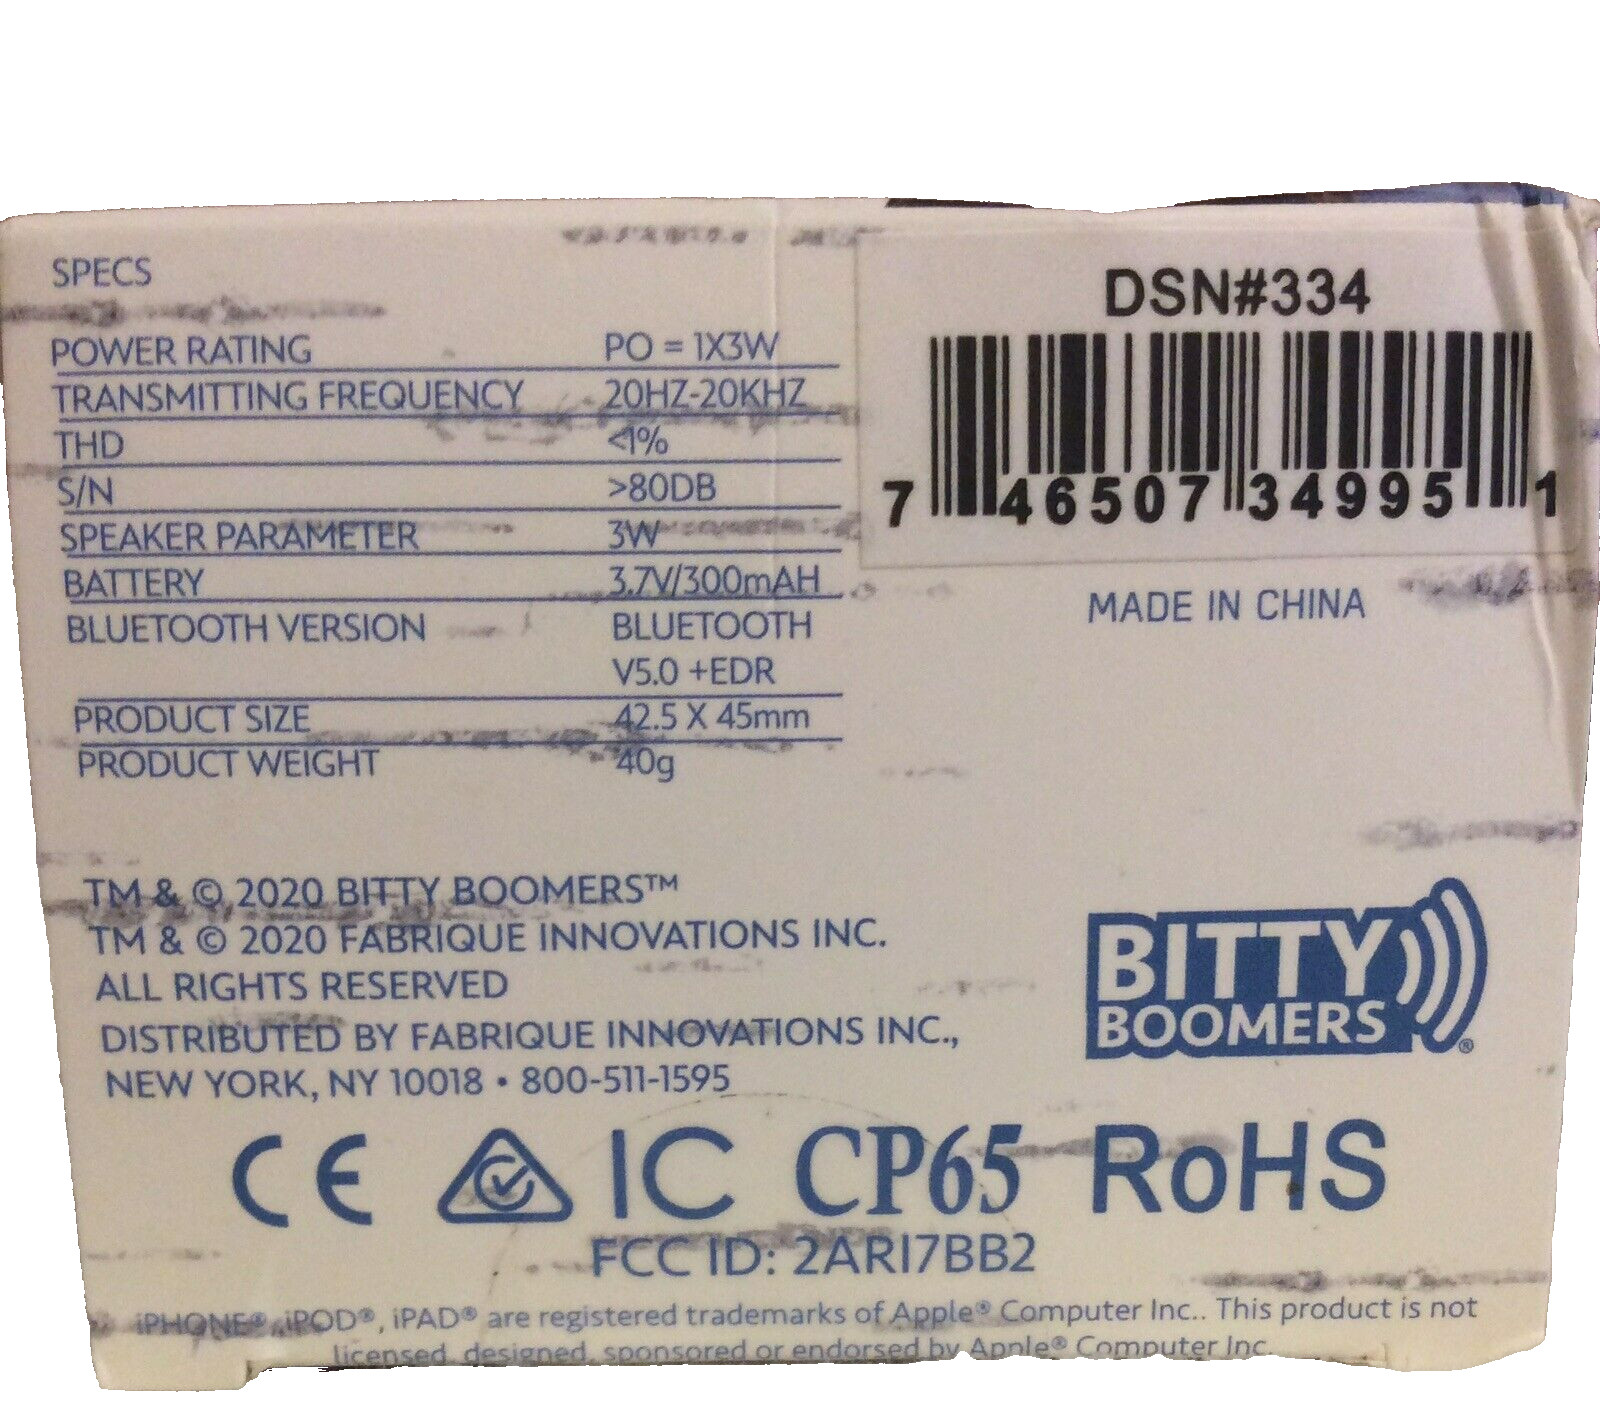 SPECS
POWER RATING PO = 1X3W
TRANSMITTING FREQUENCY 20HZ-20KHZ
THD <1%
S/N >80DB
SPEAKER PARAMETER 3W
BATTERY 3.7V/300mAH
BLUETOOTH VERSION BLUETOOTH
V5.0 +EDR
PRODUCT SIZE 42.5 X 45mm
PRODUCT WEIGHT 40g
DSN#334
7 46507 34995 1
MADE IN CHINA
TM & © 2020 BITTY BOOMERS™
TM & © 2020 FABRIQUE INNOVATIONS INC.
ALL RIGHTS RESERVED
DISTRIBUTED BY FABRIQUE INNOVATIONS INC.,
NEW YORK, NY 10018 • 800-511-1595
BITTY
BOOMERS®
CE IC CP65 RoHS
FCC ID: 2ARI7BB2
iPHONE®, iPOD®, iPAD® are registered trademarks of Apple® Computer Inc.. This product is not
licensed, designed, sponsored or endorsed by Apple® Computer Inc.